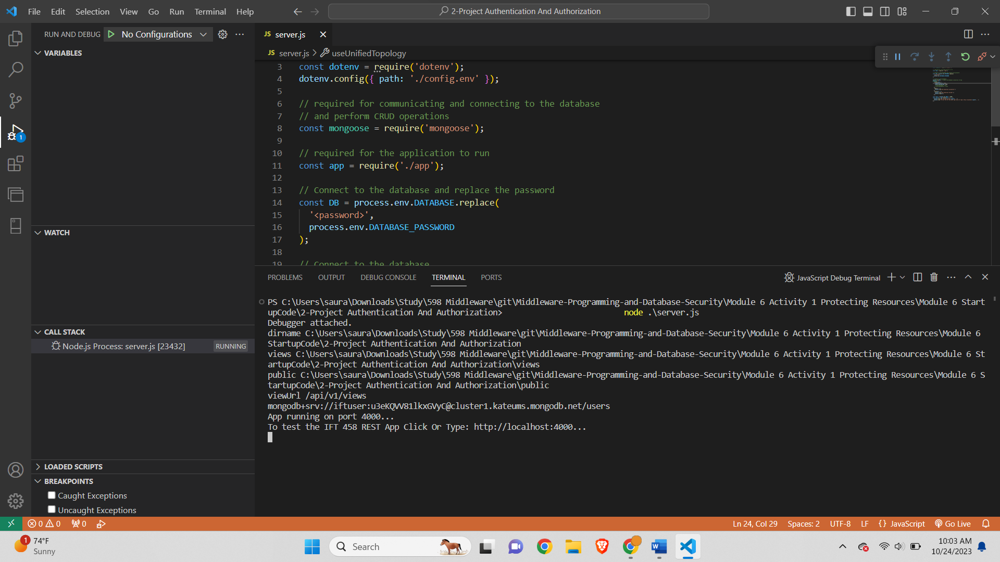 File Edit Selection View Go Run Terminal Help
2-Project Authentication And Authorization
RUN AND DEBUG No Configurations
VARIABLES
WATCH
CALL STACK
Node.js Process: server.js [23432] RUNNING
LOADED SCRIPTS
BREAKPOINTS
Caught Exceptions
Uncaught Exceptions
JS server.js
JS server.js > useUnifiedTopology
3 const dotenv = require('dotenv');
4 dotenv.config({ path: './config.env' });
5
6 // required for communicating and connecting to the database
7 // and perform CRUD operations
8 const mongoose = require('mongoose');
9
10 // required for the application to run
11 const app = require('./app');
12
13 // Connect to the database and replace the password
14 const DB = process.env.DATABASE.replace(
15 '<password>',
16 process.env.DATABASE_PASSWORD
17 );
18
19 // Connect to the database
PROBLEMS OUTPUT DEBUG CONSOLE TERMINAL PORTS
JavaScript Debug Terminal
PS C:\Users\saura\Downloads\Study\598 Middleware\git\Middleware-Programming-and-Database-Security\Module 6 Activity 1 Protecting Resources\Module 6 Start
upCode\2-Project Authentication And Authorization> node .\server.js
Debugger attached.
dirname C:\Users\saura\Downloads\Study\598 Middleware\git\Middleware-Programming-and-Database-Security\Module 6 Activity 1 Protecting Resources\Module 6
StartupCode\2-Project Authentication And Authorization
views C:\Users\saura\Downloads\Study\598 Middleware\git\Middleware-Programming-and-Database-Security\Module 6 Activity 1 Protecting Resources\Module 6 St
artupCode\2-Project Authentication And Authorization\views
public C:\Users\saura\Downloads\Study\598 Middleware\git\Middleware-Programming-and-Database-Security\Module 6 Activity 1 Protecting Resources\Module 6 S
tartupCode\2-Project Authentication And Authorization\public
viewUrl /api/v1/views
mongodb+srv://iftuser:u3eKQVV81lkxGVyC@cluster1.kateums.mongodb.net/users
App running on port 4000...
To test the IFT 458 REST App Click Or Type: http://localhost:4000...
1
0 0 0
Ln 24, Col 29 Spaces: 2 UTF-8 LF {} JavaScript Go Live
1
74°F
Sunny
Search
10:03 AM
10/24/2023